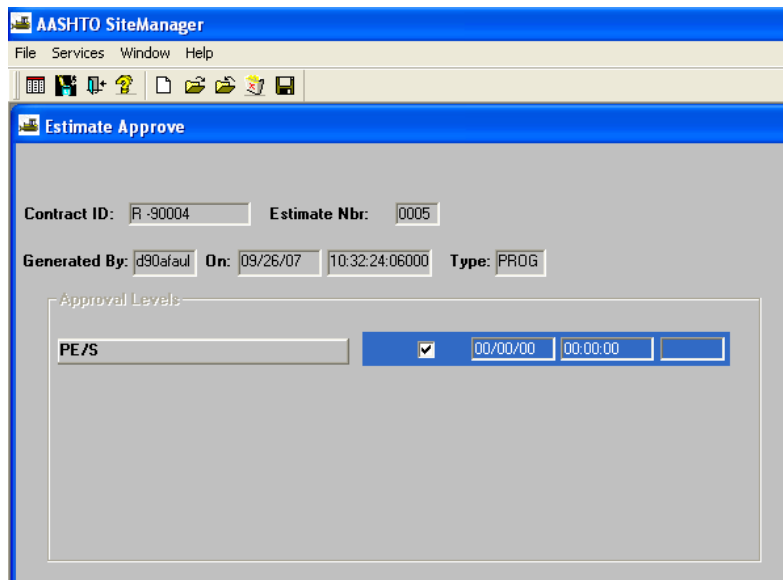 AASHTO SiteManager
File Services Window Help
Estimate Approve
Contract ID: R -90004 Estimate Nbr: 0005
Generated By: d90afaul On: 09/26/07 10:32:24:06000 Type: PROG
Approval Levels
PE/S 00/00/00 00:00:00